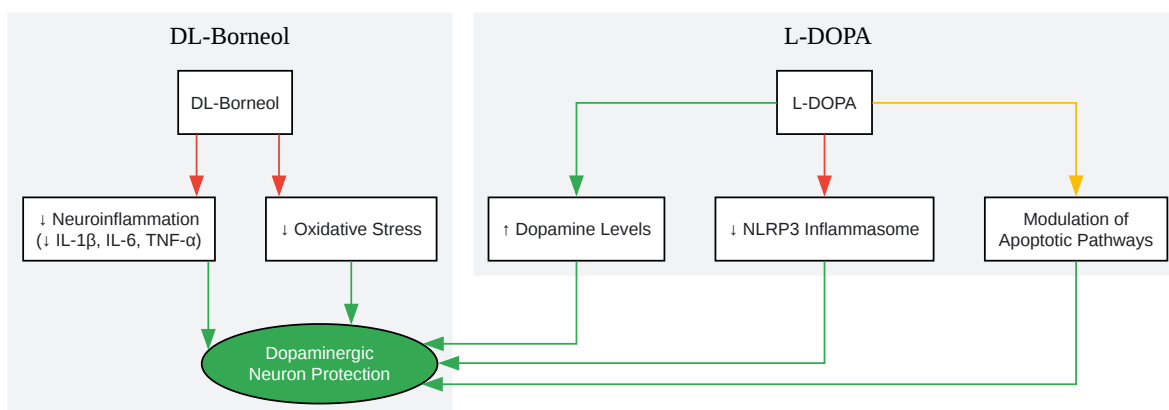 DL-Borneol
L-DOPA
DL-Borneol
L-DOPA
↓ Neuroinflammation
(↓ IL-1β, IL-6, TNF-α)
↓ Oxidative Stress
↑ Dopamine Levels
↓ NLRP3 Inflammasome
Modulation of
Apoptotic Pathways
Dopaminergic
Neuron Protection